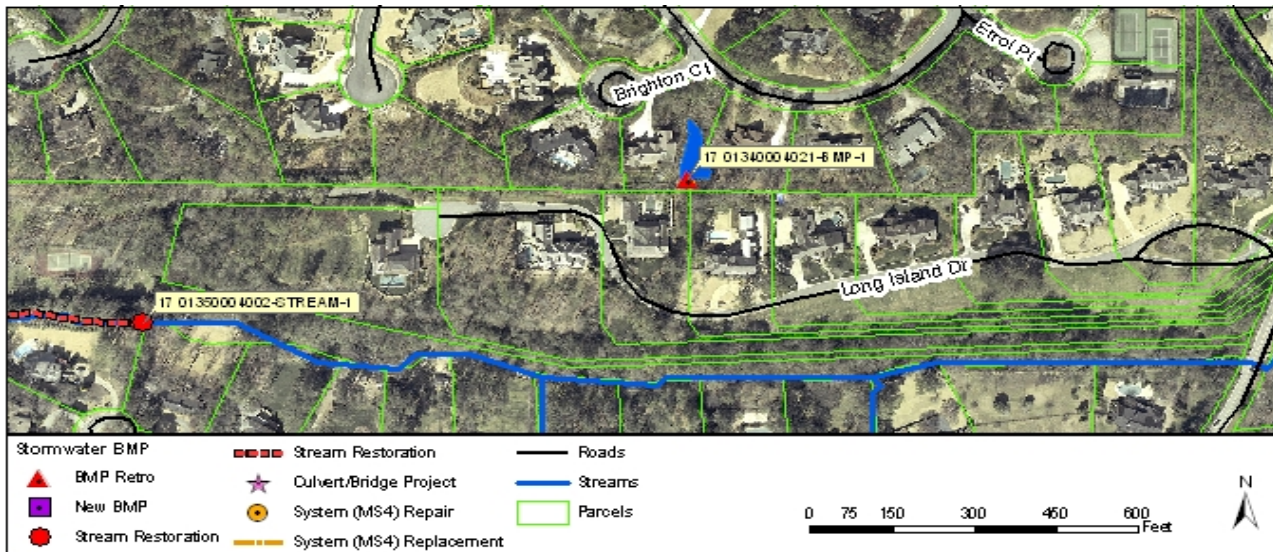 Errol Pl
Brighton Ct
17 01340004021-BMP-1
Long Island Dr
17 01350004002-STREAM-1
Stormwater BMP
BMP Retro
New BMP
Stream Restoration
Stream Restoration
Culvert/Bridge Project
System (MS4) Repair
System (MS4) Replacement
Roads
Streams
Parcels
0 75 150 300 450 600
Feet
N